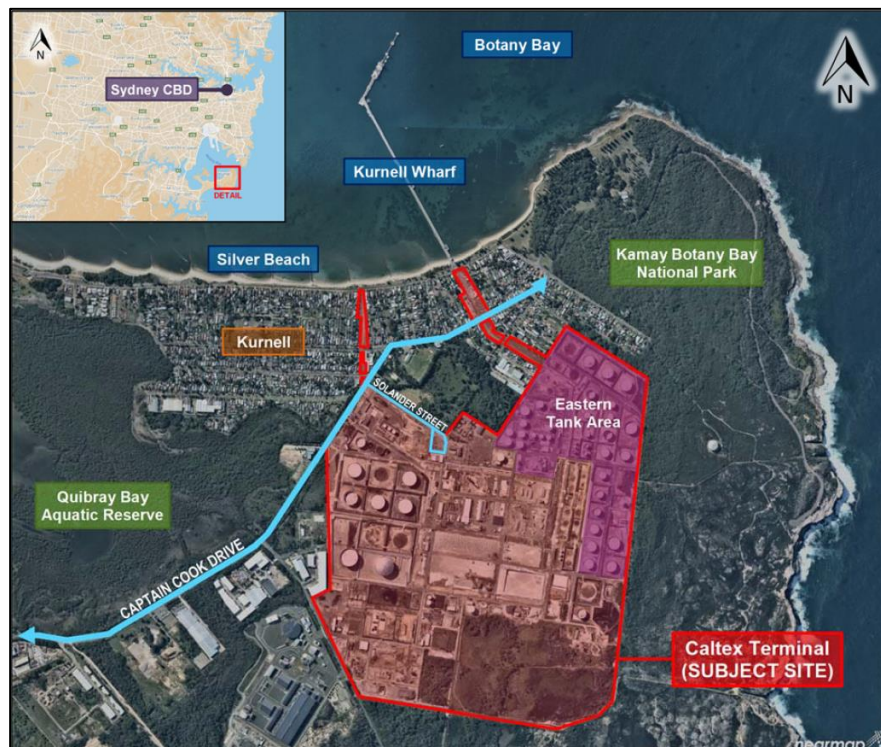 N
Sydney CBD
DETAIL
Botany Bay
N
Kurnell Wharf
Silver Beach
Kamay Botany Bay
National Park
Kurnell
SOLANDER STREET
Eastern
Tank Area
Quibray Bay
Aquatic Reserve
CAPTAIN COOK DRIVE
Caltex Terminal
(SUBJECT SITE)
nearmap